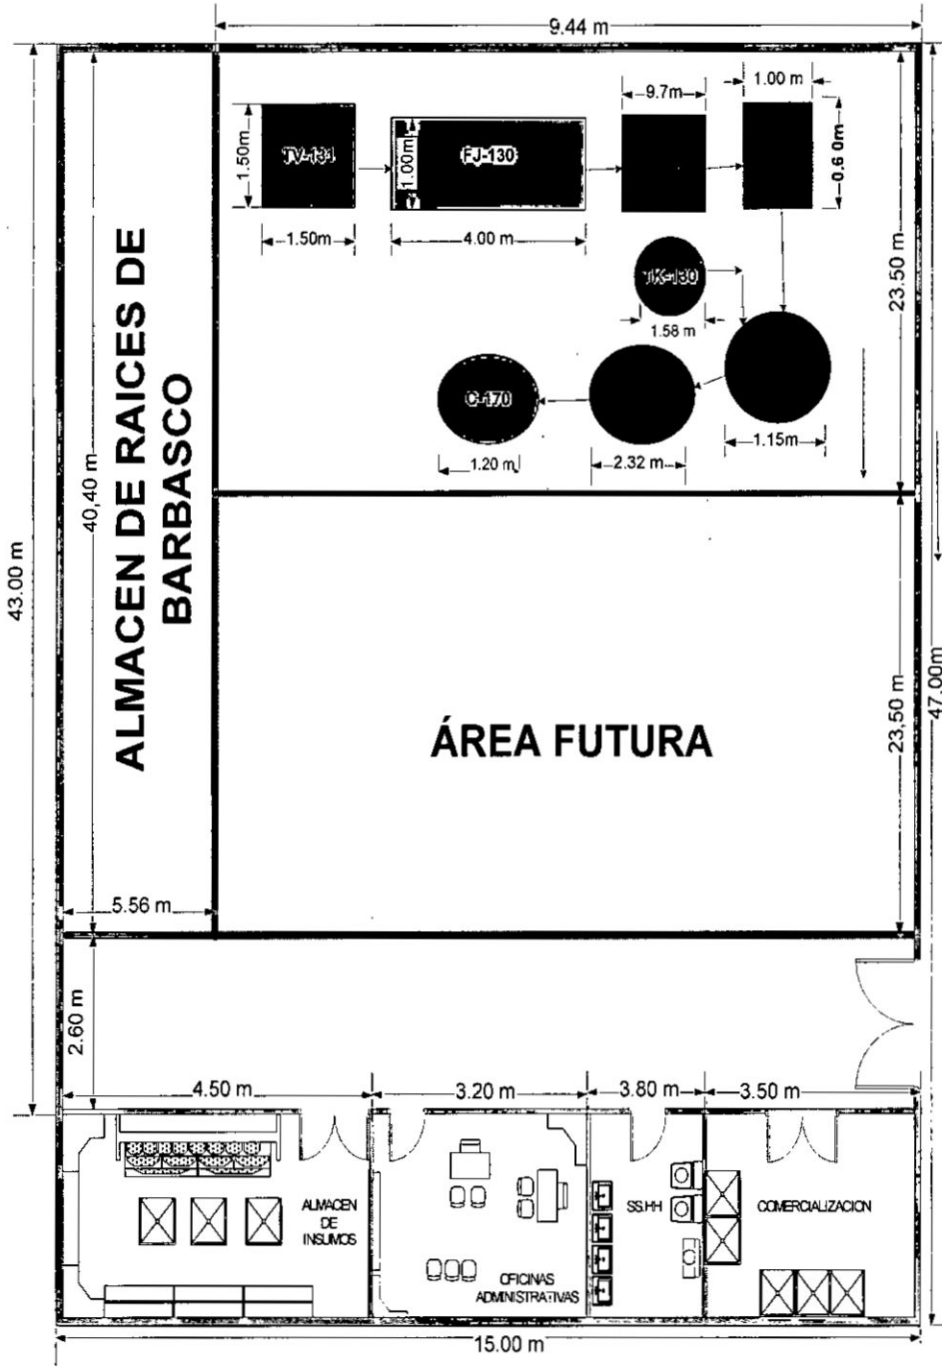 9.44 m
9.7m
1.00 m
1.50m
TV-131
1.00m
FJ-130
0.6 0m
1.50m
4.00 m
23.50 m
TK-130
1.58 m
C-170
1.20 m
2.32 m
1.15m
ALMACEN DE RAICES DE
BARBASCO
40,40 m
43.00 m
47.00m
23,50 m
ÁREA FUTURA
5.56 m
2.60 m
4.50 m
3.20 m
3.80 m
3.50 m
ALMACEN
DE
INSUMOS
OFICINAS
ADMINISTRATIVAS
SS.HH
COMERCIALIZACION
15.00 m